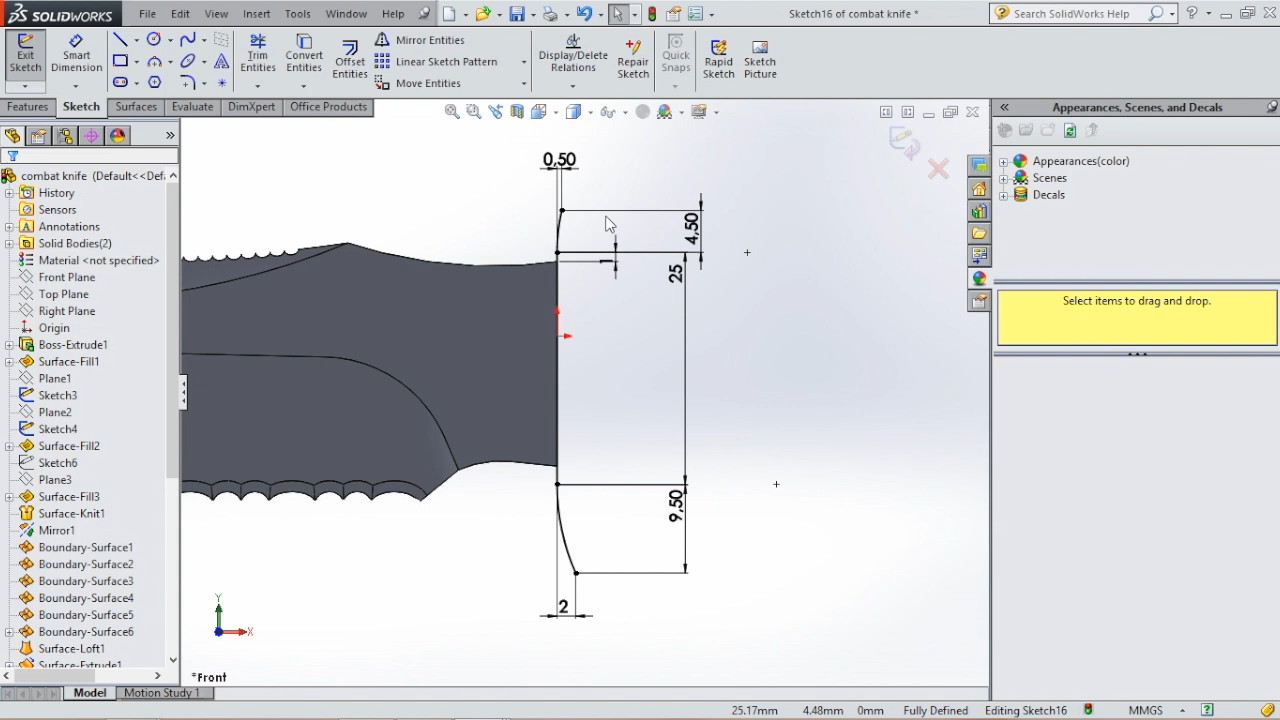 SOLIDWORKS
File Edit View Insert Tools Window Help
Sketch16 of combat knife *
Search SolidWorks Help
Exit Sketch
Smart Dimension
Trim Entities
Convert Entities
Offset Entities
Mirror Entities
Linear Sketch Pattern
Move Entities
Display/Delete Relations
Repair Sketch
Quick Snaps
Rapid Sketch
Sketch Picture
Features Sketch Surfaces Evaluate DimXpert Office Products
combat knife (Default<<Defa
History
Sensors
Annotations
Solid Bodies(2)
Material <not specified>
Front Plane
Top Plane
Right Plane
Origin
Boss-Extrude1
Surface-Fill1
Plane1
Sketch3
Plane2
Sketch4
Surface-Fill2
Sketch6
Plane3
Surface-Fill3
Surface-Knit1
Mirror1
Boundary-Surface1
Boundary-Surface2
Boundary-Surface3
Boundary-Surface4
Boundary-Surface5
Boundary-Surface6
Surface-Loft1
Surface-Extrude1
0,50
4,50
1
25
9,50
2
Y
X
*Front
Appearances, Scenes, and Decals
Appearances(color)
Scenes
Decals
Select items to drag and drop.
Model Motion Study 1
25.17mm 4.48mm 0mm Fully Defined Editing Sketch16 MMGS